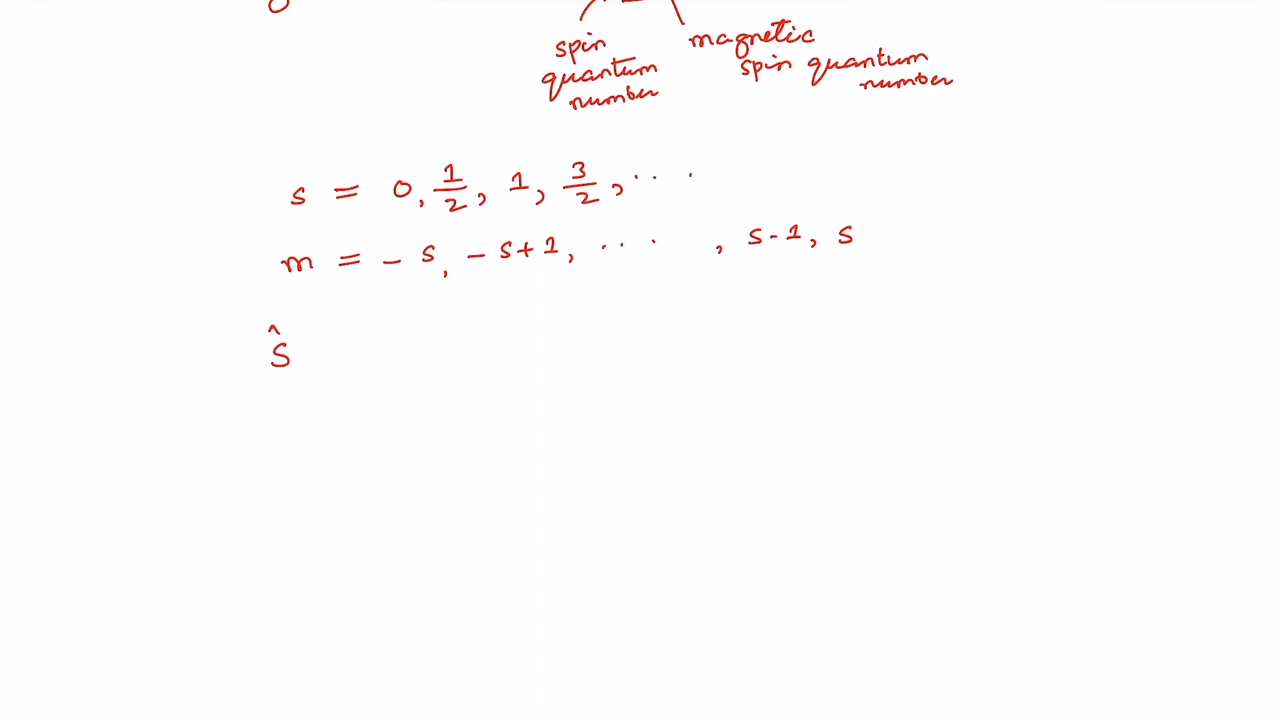 spin
quantum
number
magnetic
spin quantum
number
s = 0, 1/2, 1, 3/2, ...
m = -s, -s+1, ... , s-1, s
Ŝ